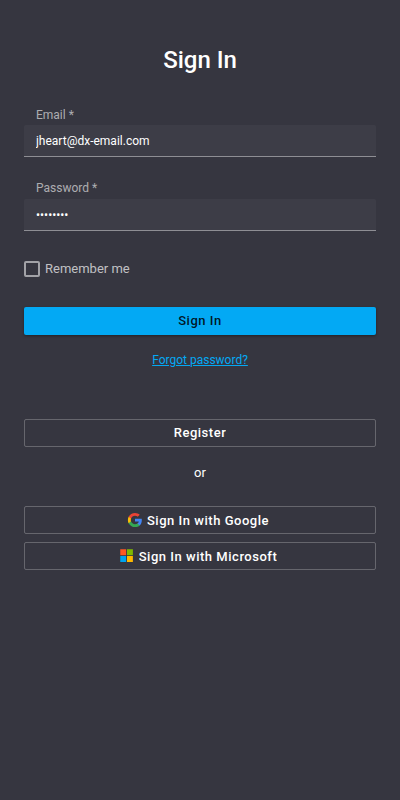 Sign In
Email *
jheart@dx-email.com
Password *
••••••••
Remember me
Sign In
Forgot password?
Register
or
Sign In with Google
Sign In with Microsoft